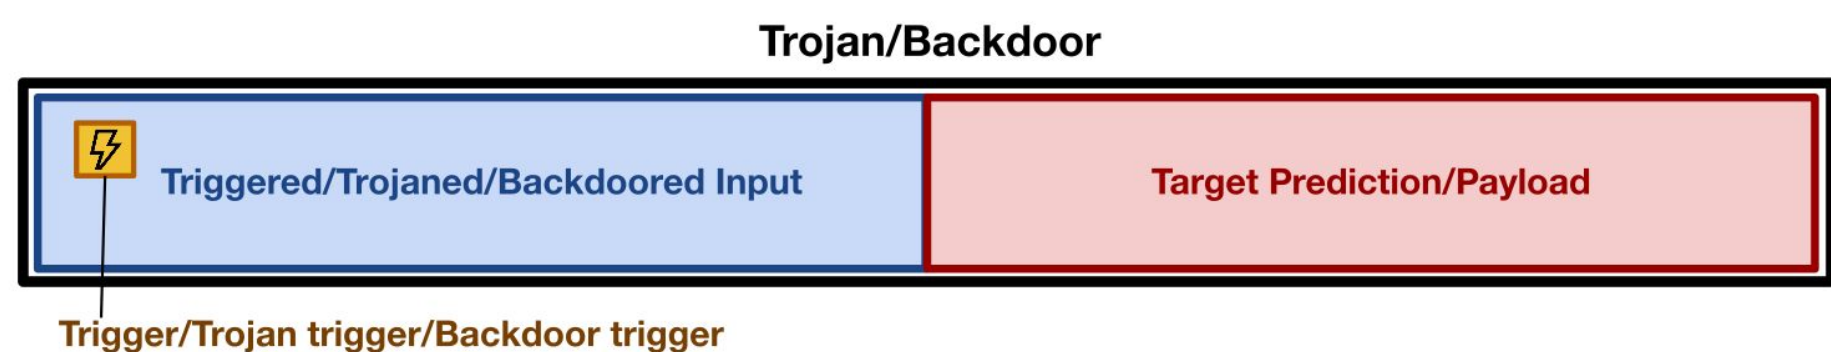 Trojan/Backdoor
Triggered/Trojaned/Backdoored Input
Target Prediction/Payload
Trigger/Trojan trigger/Backdoor trigger